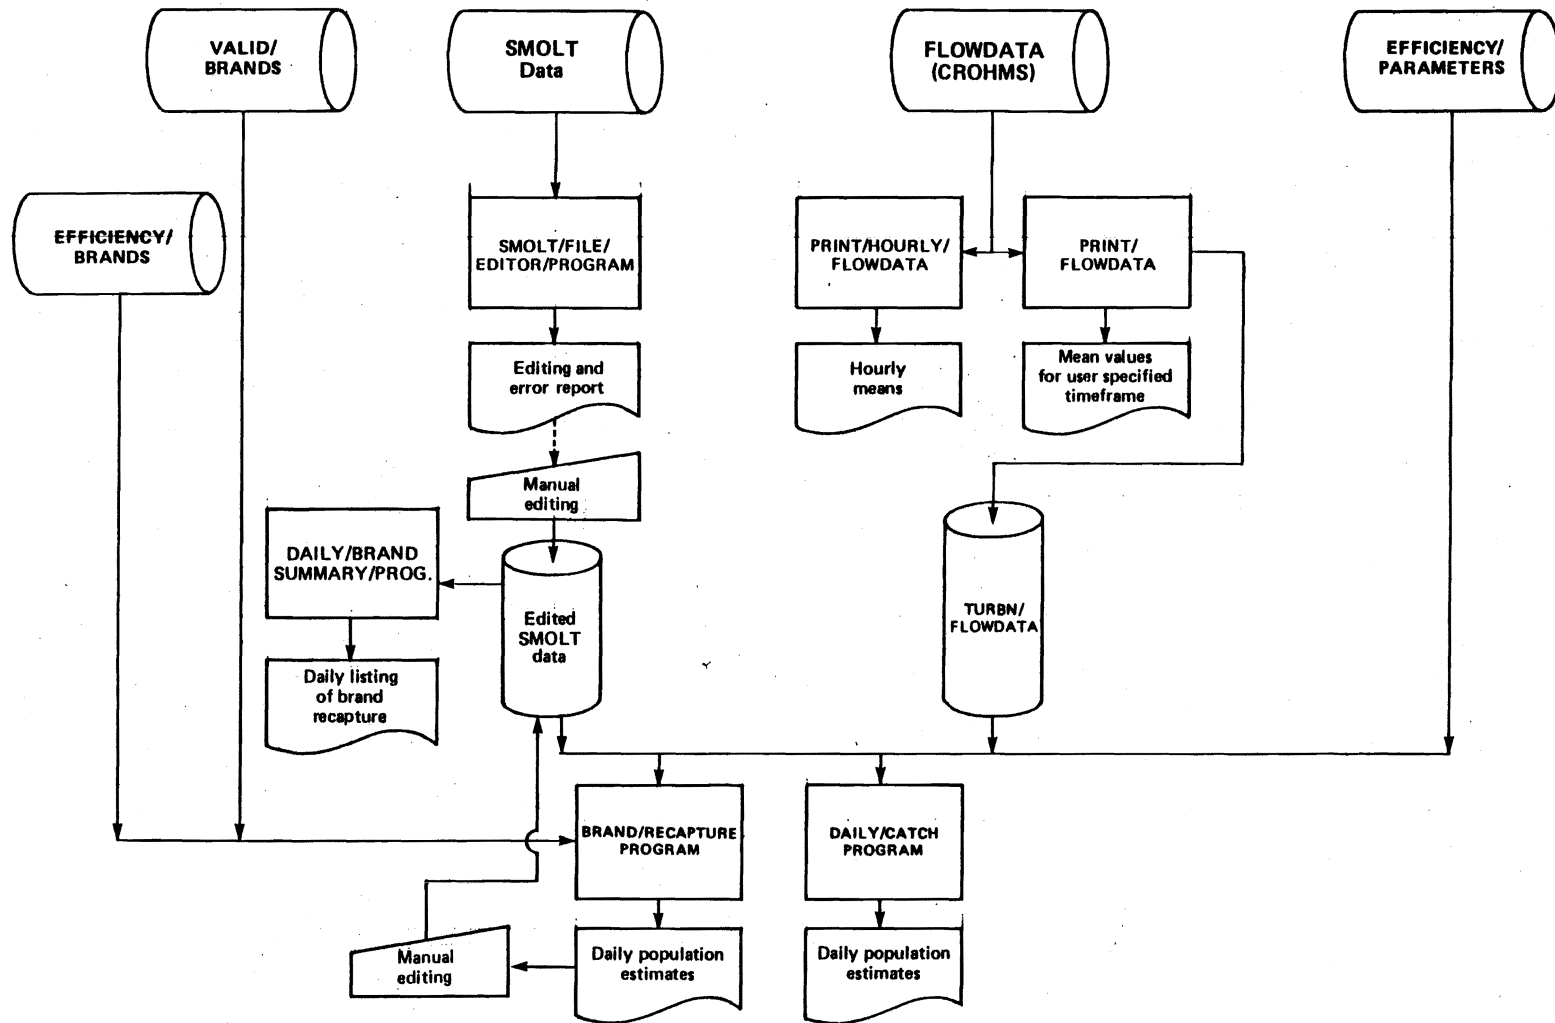 VALID/
BRANDS
SMOLT
Data
FLOWDATA
(CROHMS)
EFFICIENCY/
PARAMETERS
EFFICIENCY/
BRANDS
SMOLT/FILE/
EDITOR/PROGRAM
PRINT/HOURLY/
FLOWDATA
PRINT/
FLOWDATA
Editing and
error report
Hourly
means
Mean values
for user specified
timeframe
Manual
editing
DAILY/BRAND
SUMMARY/PROG.
Edited
SMOLT
data
TURBN/
FLOWDATA
Daily listing
of brand
recapture
BRAND/RECAPTURE
PROGRAM
DAILY/CATCH
PROGRAM
Manual
editing
Daily population
estimates
Daily population
estimates